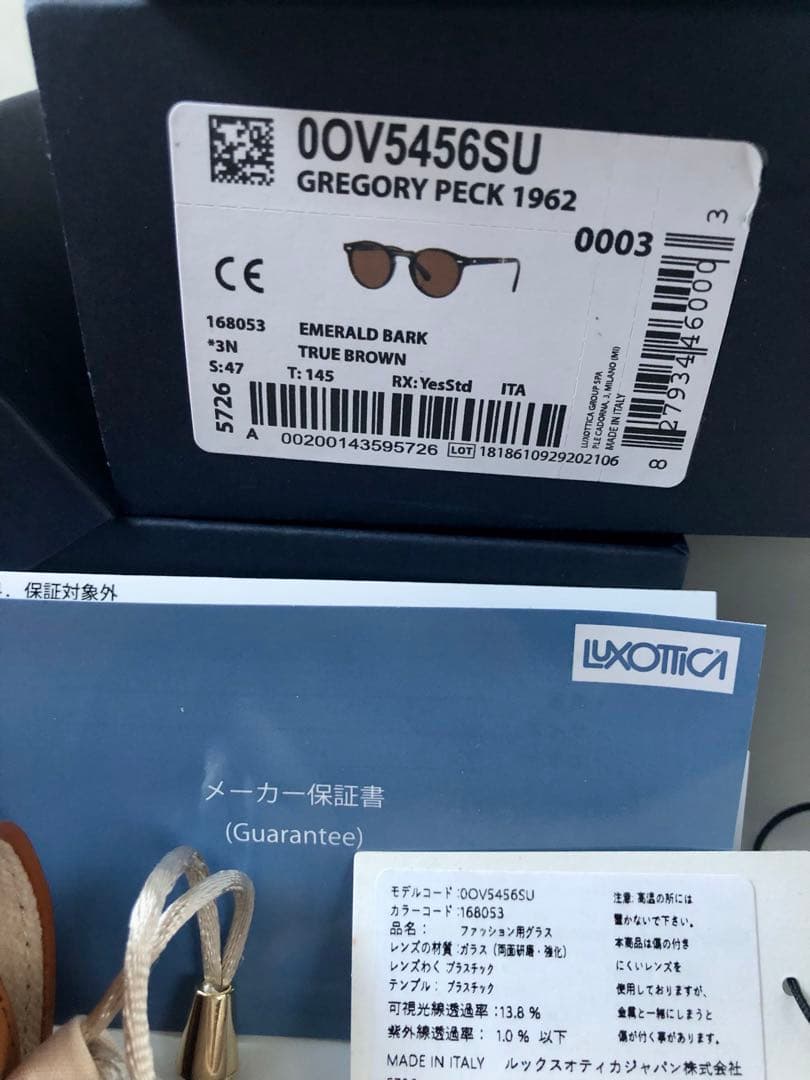 0OV5456SU
GREGORY PECK 1962
0003
CE
168053 EMERALD BARK
*3N TRUE BROWN
S:47 T: 145 RX: YesStd ITA
5726
A 00200143595726 LOT 1818610929202106
LUXOTTICA GROUP SPA
P.LE CADORNA, 3, MILANO (MI)
MADE IN ITALY
8 27934 46000 3
. 保証対象外
LUXOTTICA
メーカー保証書
(Guarantee)
モデルコード:0OV5456SU
カラーコード:168053
品名: ファッション用グラス
レンズの材質:ガラス (両面研磨・強化)
レンズわく プラスチック
テンプル: プラスチック
可視光線透過率:13.8 %
紫外線透過率: 1.0 % 以下
注意:高温の所には
置かないで下さい。
本商品は傷の付き
にくいレンズを
使用しておりますが、
金属と一緒にしまうと
傷が付く事があります。
MADE IN ITALY ルックスオティカジャパン株式会社